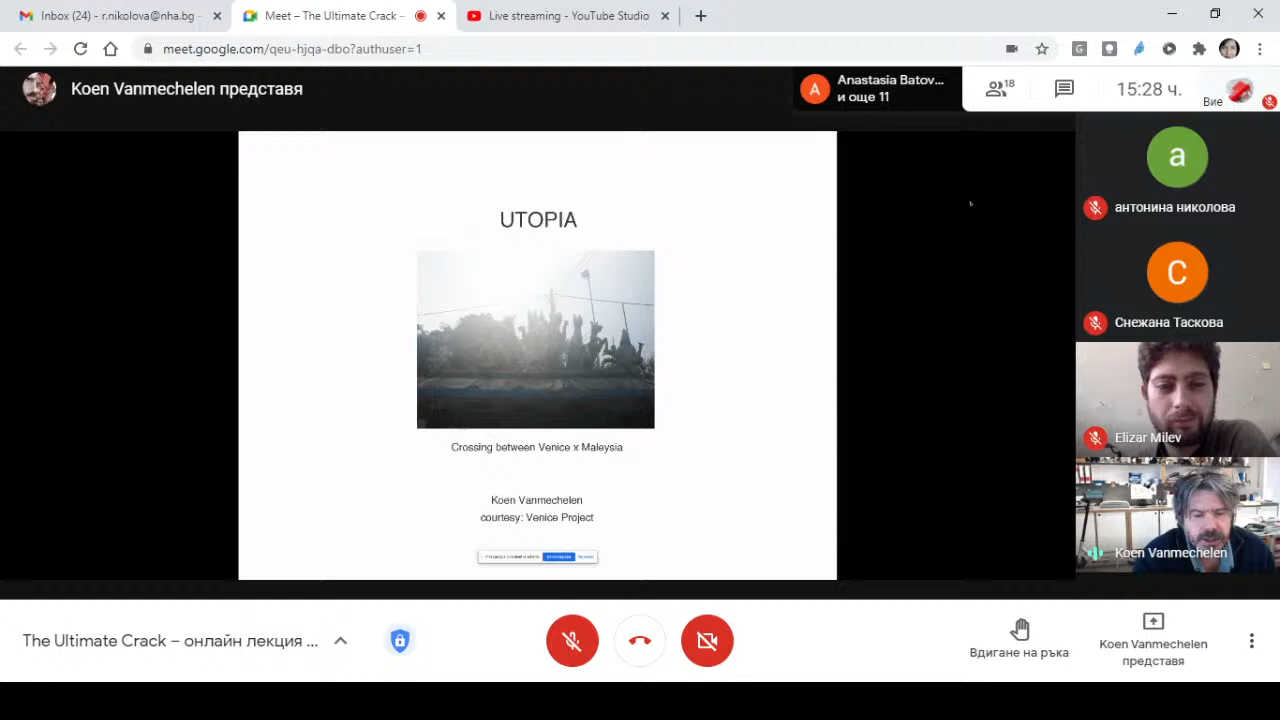 Inbox (24) - r.nikolova@nha.bg -
Meet – The Ultimate Crack –
Live streaming - YouTube Studio
meet.google.com/qeu-hjqa-dbo?authuser=1
Koen Vanmechelen представя
A
Anastasia Batov...
и още 11
18
15:28 ч.
Вие
UTOPIA
Crossing between Venice x Maleysia
Koen Vanmechelen
courtesy: Venice Project
а
антонина николова
С
Снежана Таскова
Elizar Milev
Koen Vanmechelen
The Ultimate Crack – онлайн лекция ...
Вдигане на ръка
Koen Vanmechelen
представя